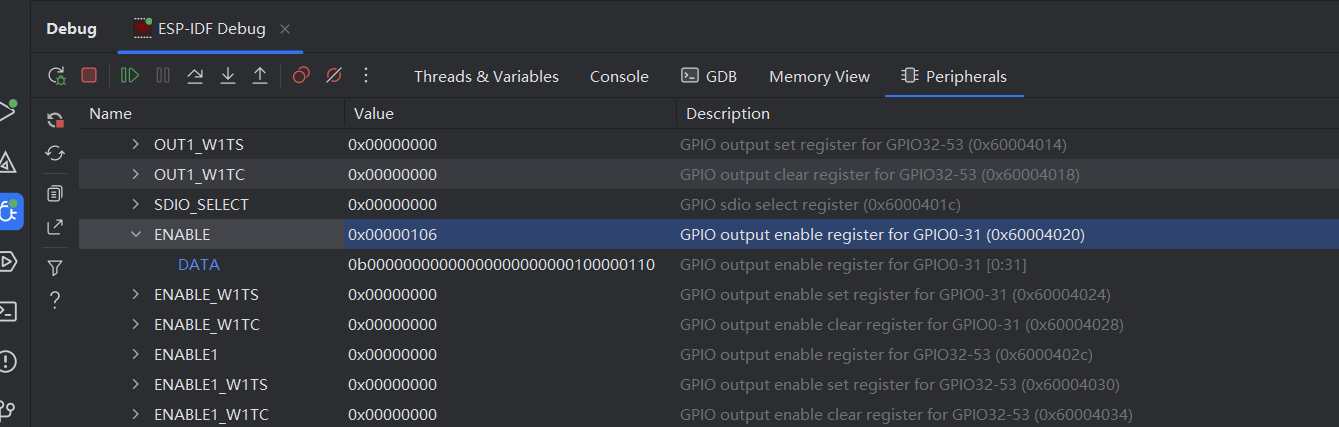 Debug ESP-IDF Debug
Threads & Variables Console GDB Memory View Peripherals
Name Value Description
OUT1_W1TS 0x00000000 GPIO output set register for GPIO32-53 (0x60004014)
OUT1_W1TC 0x00000000 GPIO output clear register for GPIO32-53 (0x60004018)
SDIO_SELECT 0x00000000 GPIO sdio select register (0x6000401c)
ENABLE 0x00000106 GPIO output enable register for GPIO0-31 (0x60004020)
DATA 0b00000000000000000000000100000110 GPIO output enable register for GPIO0-31 [0:31]
ENABLE_W1TS 0x00000000 GPIO output enable set register for GPIO0-31 (0x60004024)
ENABLE_W1TC 0x00000000 GPIO output enable clear register for GPIO0-31 (0x60004028)
ENABLE1 0x00000000 GPIO output enable register for GPIO32-53 (0x6000402c)
ENABLE1_W1TS 0x00000000 GPIO output enable set register for GPIO32-53 (0x60004030)
ENABLE1_W1TC 0x00000000 GPIO output enable clear register for GPIO32-53 (0x60004034)